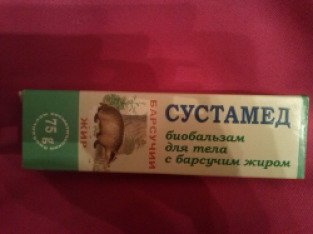 75
БАРСУЧИЙ
ЖИР
СУСТАМЕД
биобальзам
для тела
с барсучим жиром